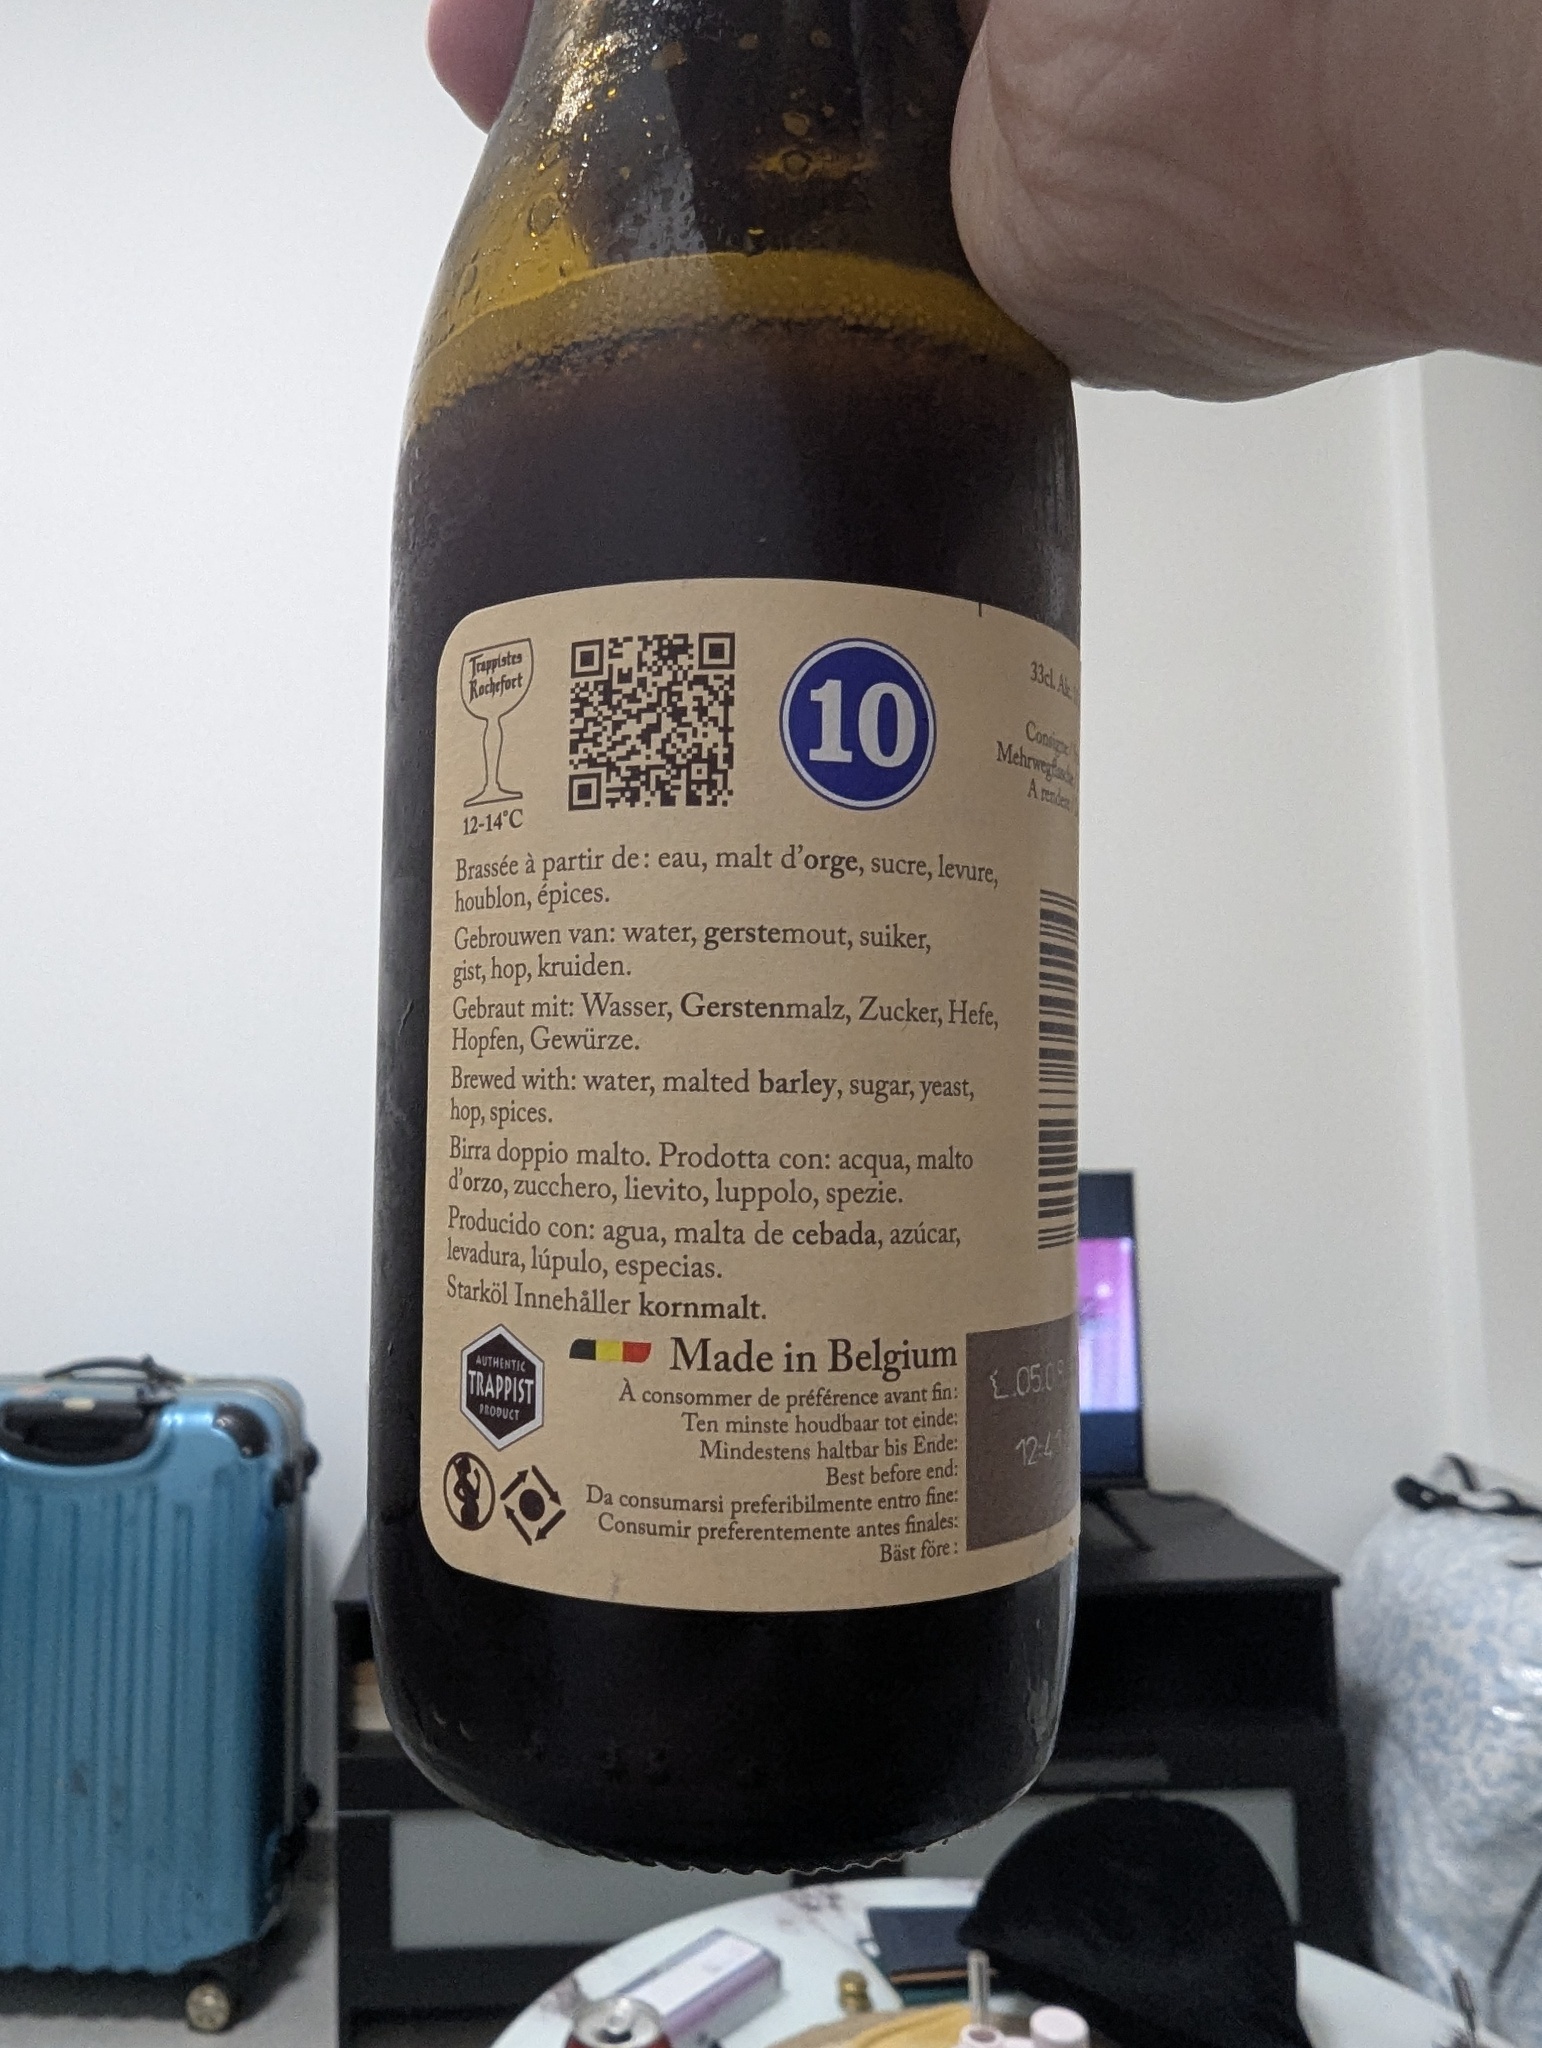 Trappistes
Rochefort
12-14°C
10
33cl. Alc.
Mehrwegflasche
A rendere
Brassée à partir de: eau, malt d'orge, sucre, levure,
houblon, épices.
Gebrouwen van: water, gerstemout, suiker,
gist, hop, kruiden.
Gebraut mit: Wasser, Gerstenmalz, Zucker, Hefe,
Hopfen, Gewürze.
Brewed with: water, malted barley, sugar, yeast,
hop, spices.
Birra doppio malto. Prodotta con: acqua, malto
d'orzo, zucchero, lievito, luppolo, spezie.
Producido con: agua, malta de cebada, azúcar,
levadura, lúpulo, especias.
Starköl Innehåller kornmalt.
AUTHENTIC
TRAPPIST
PRODUCT
Made in Belgium
À consommer de préférence avant fin:
Ten minste houdbaar tot einde:
Mindestens haltbar bis Ende:
Best before end:
Da consumarsi preferibilmente entro fine:
Consumir preferentemente antes finales:
Bäst före :